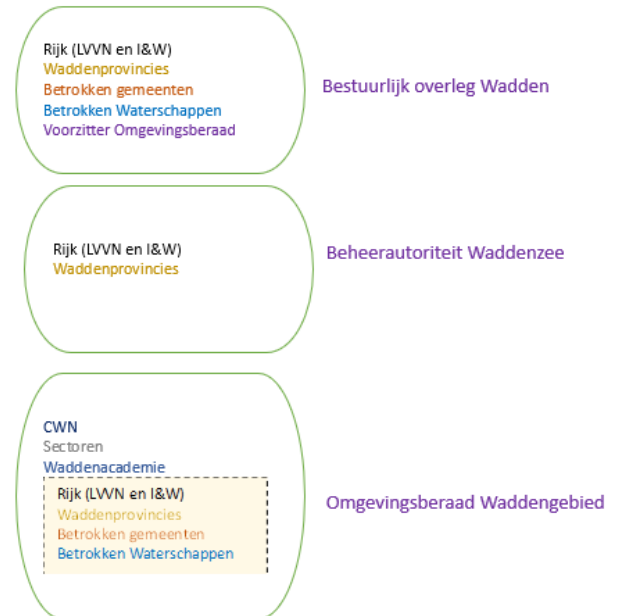 Rijk (LVVN en I&W)
Waddenprovincies
Betrokken gemeenten
Betrokken Waterschappen
Voorzitter Omgevingsberaad
Bestuurlijk overleg Wadden
Rijk (LVVN en I&W)
Waddenprovincies
Beheerautoriteit Waddenzee
CWN
Sectoren
Waddenacademie
Rijk (LVVN en I&W)
Waddenprovincies
Betrokken gemeenten
Betrokken Waterschappen
Omgevingsberaad Waddengebied